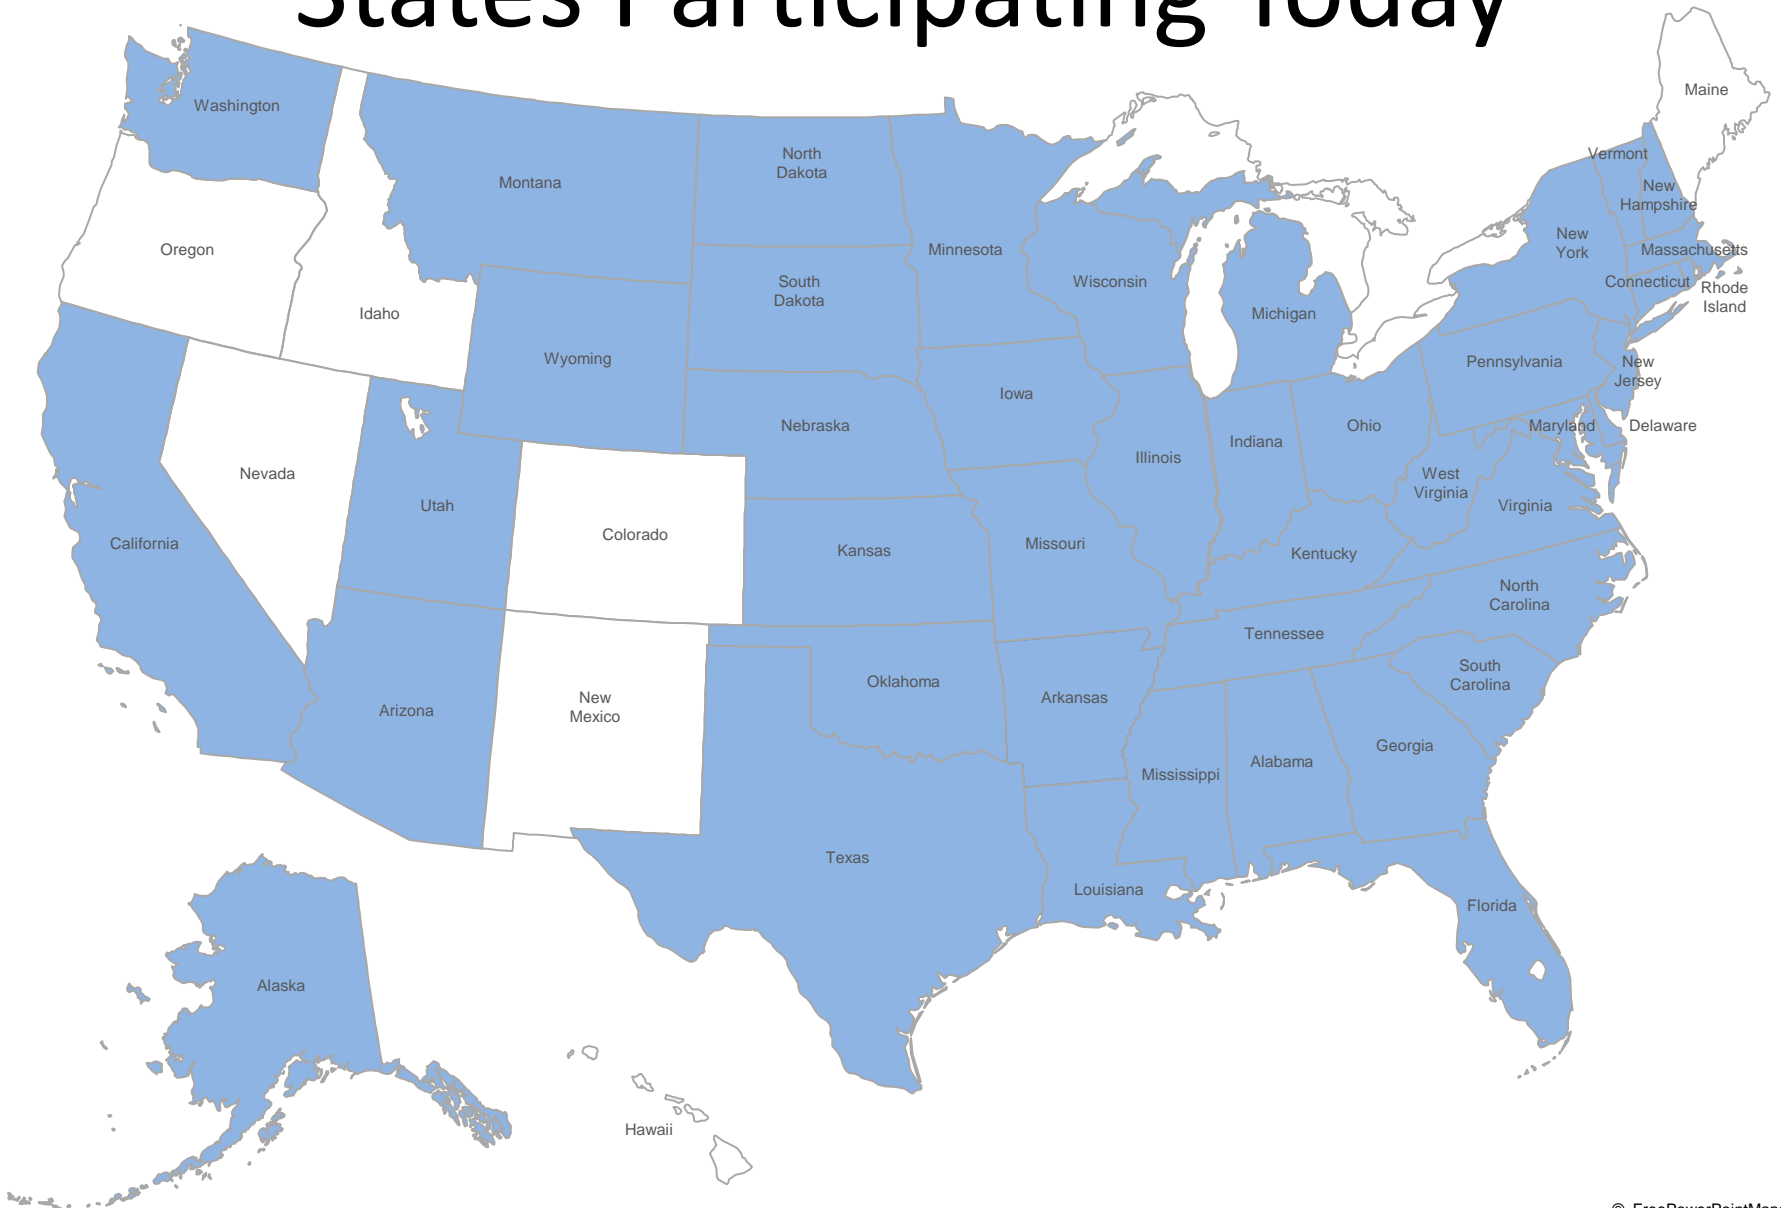 States Participating Today
Washington
Montana
North
Dakota
Minnesota
Maine
Vermont
New
Hampshire
Oregon
Idaho
South
Dakota
Wisconsin
Michigan
New
York
Massachusetts
Connecticut
Rhode
Island
Wyoming
Nebraska
Iowa
Pennsylvania
New
Jersey
Nevada
Utah
Colorado
Illinois
Indiana
Ohio
Maryland
Delaware
West
Virginia
Virginia
California
Kansas
Missouri
Kentucky
North
Carolina
Tennessee
Arizona
New
Mexico
Oklahoma
Arkansas
South
Carolina
Mississippi
Alabama
Georgia
Texas
Louisiana
Florida
Alaska
Hawaii